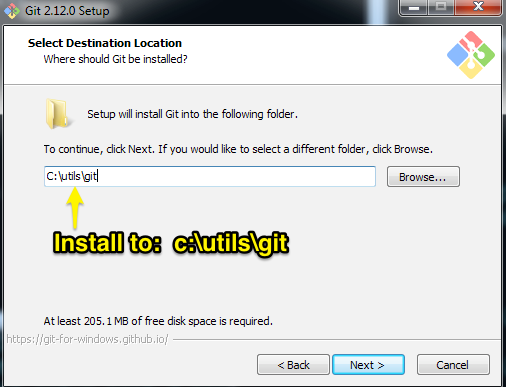 Git 2.12.0 Setup
Select Destination Location
Where should Git be installed?
Setup will install Git into the following folder.
To continue, click Next. If you would like to select a different folder, click Browse.
C:\utils\git
Browse...
Install to: c:\utils\git
At least 205.1 MB of free disk space is required.
https://git-for-windows.github.io/
< Back
Next >
Cancel